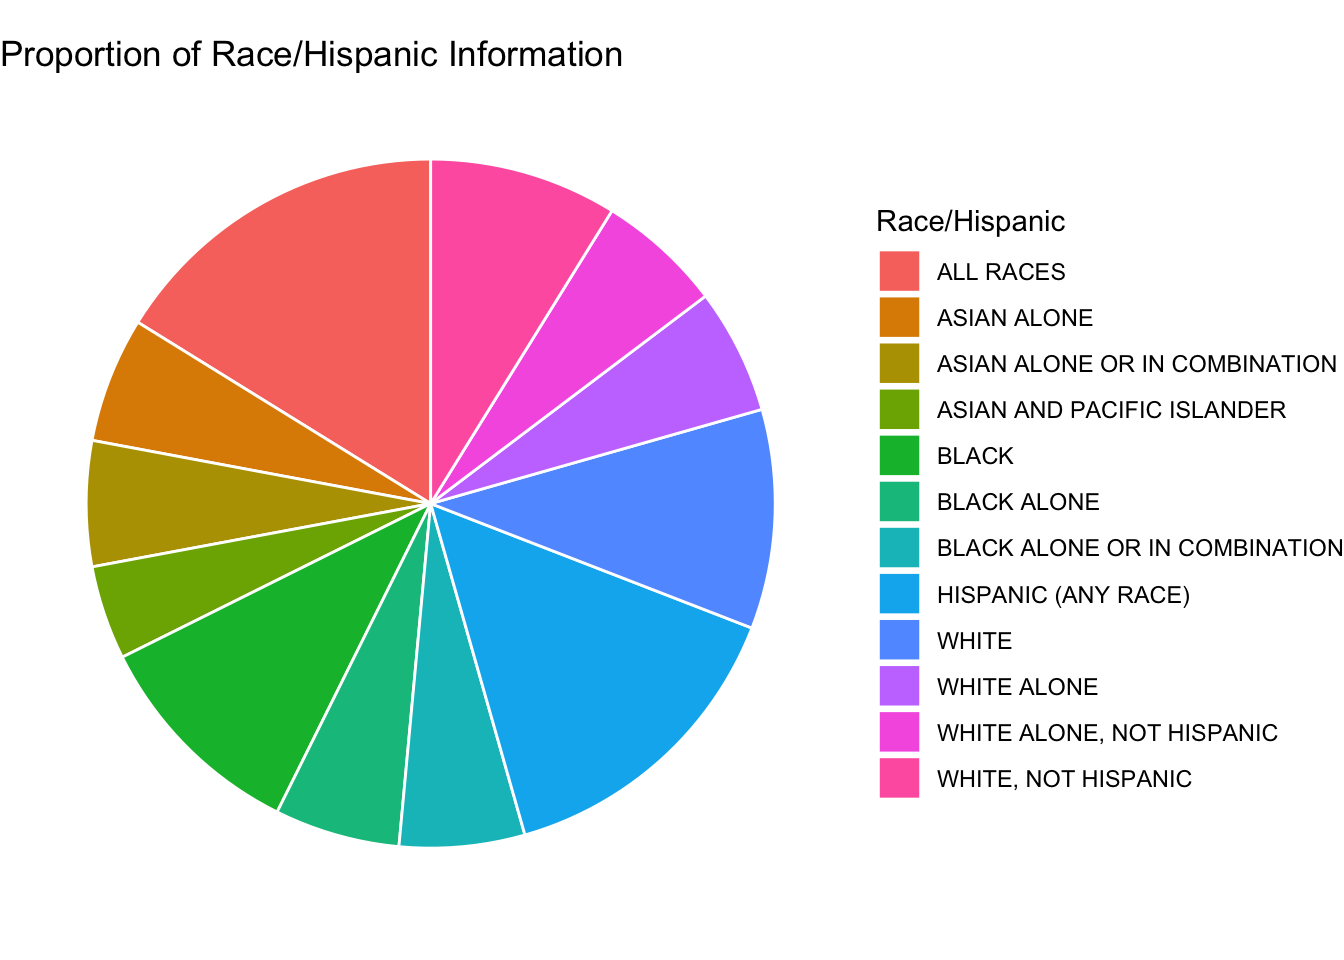 Proportion of Race/Hispanic Information
Race/Hispanic
ALL RACES
ASIAN ALONE
ASIAN ALONE OR IN COMBINATION
ASIAN AND PACIFIC ISLANDER
BLACK
BLACK ALONE
BLACK ALONE OR IN COMBINATION
HISPANIC (ANY RACE)
WHITE
WHITE ALONE
WHITE ALONE, NOT HISPANIC
WHITE, NOT HISPANIC